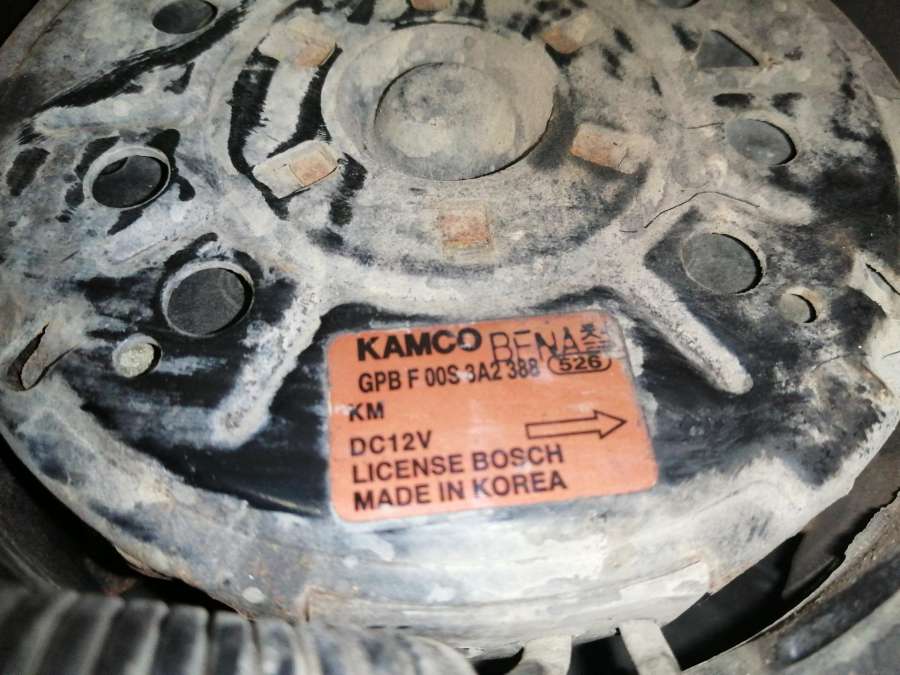 KAMCO BENA
GPB F 00S 3A2 388 526
KM
DC12V
LICENSE BOSCH
MADE IN KOREA